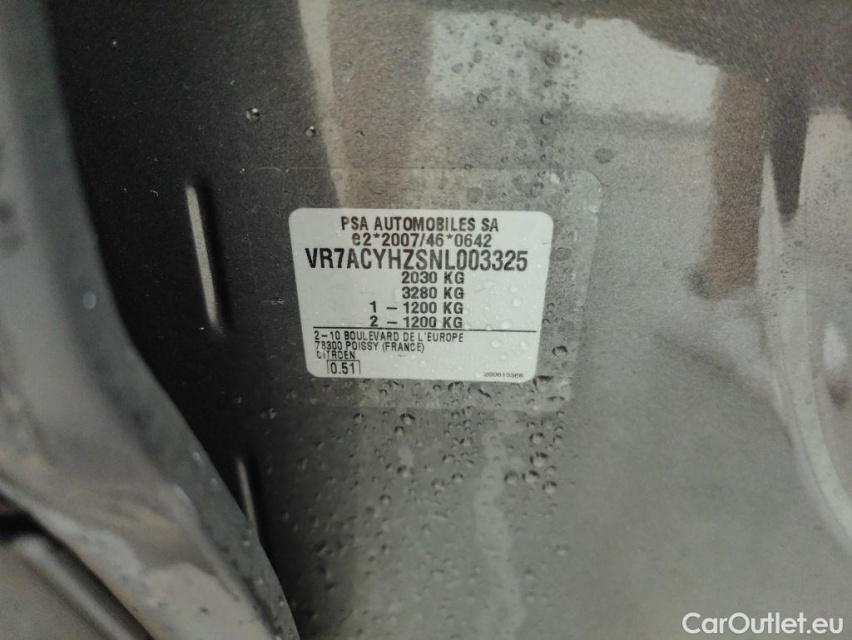 PSA AUTOMOBILES SA
e2*2007/46*0642
VR7ACYHZSNL003325
2030 KG
3280 KG
1 – 1200 KG
2 – 1200 KG
2–10 BOULEVARD DE L'EUROPE
78300 POISSY (FRANCE)
CITROEN
0.51
CarOutlet.eu